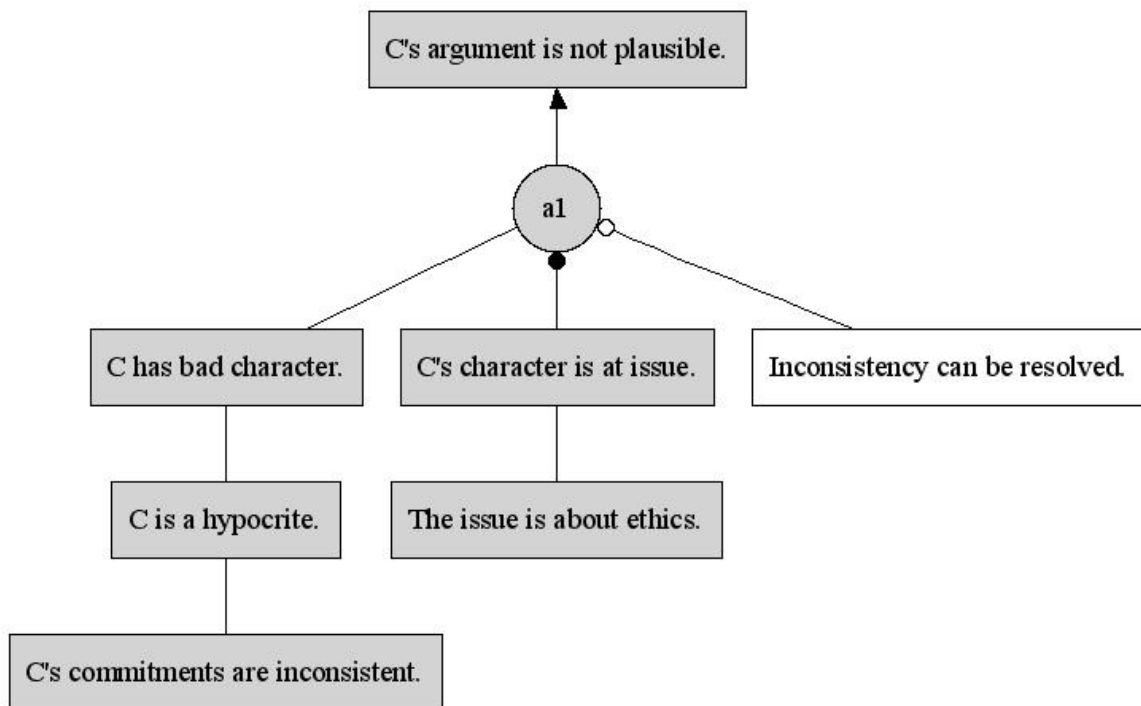 C's argument is not plausible.
a1
C has bad character.
C's character is at issue.
Inconsistency can be resolved.
C is a hypocrite.
The issue is about ethics.
C's commitments are inconsistent.